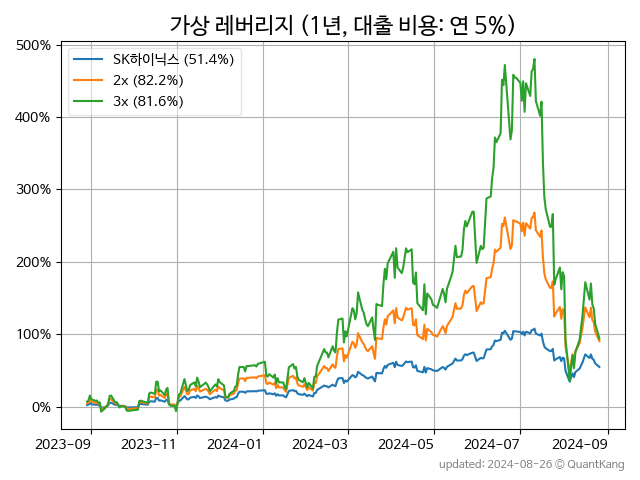 가상 레버리지 (1년, 대출 비용: 연 5%)
500%
400%
300%
200%
100%
0%
SK하이닉스 (51.4%)
2x (82.2%)
3x (81.6%)
2023-09
2023-11
2024-01
2024-03
2024-05
2024-07
2024-09
updated: 2024-08-26 © QuantKang